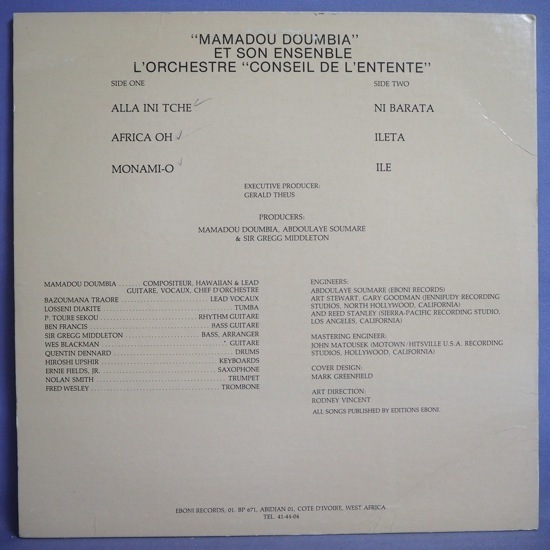 "MAMADOU DOUMBIA"
ET SON ENSENBLE
L'ORCHESTRE "CONSEIL DE L'ENTENTE"
SIDE ONE
ALLA INI TCHE
AFRICA OH
MONAMI-O
SIDE TWO
NI BARATA
ILETA
ILE
EXECUTIVE PRODUCER:
GERALD THEUS
PRODUCERS:
MAMADOU DOUMBIA, ABDOULAYE SOUMARE
& SIR GREGG MIDDLETON
MAMADOU DOUMBIA ........ COMPOSITEUR, HAWAIIAN & LEAD
GUITARE, VOCAUX, CHEF D'ORCHESTRE
BAZOUMANA TRAORE ........ LEAD VOCAUX
LOSSENI DIAKITE ........ TUMBA
P. TOURE SEKOU ........ RHYTHM GUITARE
BEN FRANCIS ........ BASS GUITARE
SIR GREGG MIDDLETON ........ BASS, ARRANGER
WES BLACKMAN ........ " GUITARE
QUENTIN DENNARD ........ DRUMS
HIROSHI UPSHIR ........ KEYBOARDS
ERNIE FIELDS, JR. ........ SAXOPHONE
NOLAN SMITH ........ TRUMPET
FRED WESLEY ........ TROMBONE
ENGINEERS:
ABDOULAYE SOUMARE (EBONI RECORDS)
ART STEWART, GARY GOODMAN (JENNIFUDY RECORDING
STUDIOS, NORTH HOLLYWOOD, CALIFORNIA)
AND REED STANLEY (SIERRA-PACIFIC RECORDING STUDIO,
LOS ANGELES, CALIFORNIA)
MASTERING ENGINEER:
JOHN MATOUSEK (MOTOWN/HITSVILLE U.S.A. RECORDING
STUDIOS, HOLLYWOOD, CALIFORNIA)
COVER DESIGN:
MARK GREENFIELD
ART DIRECTION:
RODNEY VINCENT
ALL SONGS PUBLISHED BY EDITIONS EBONI.
EBONI RECORDS, 01. BP 671, ABIDJAN 01, COTE D'IVOIRE, WEST AFRICA
TEL. 41-44-04